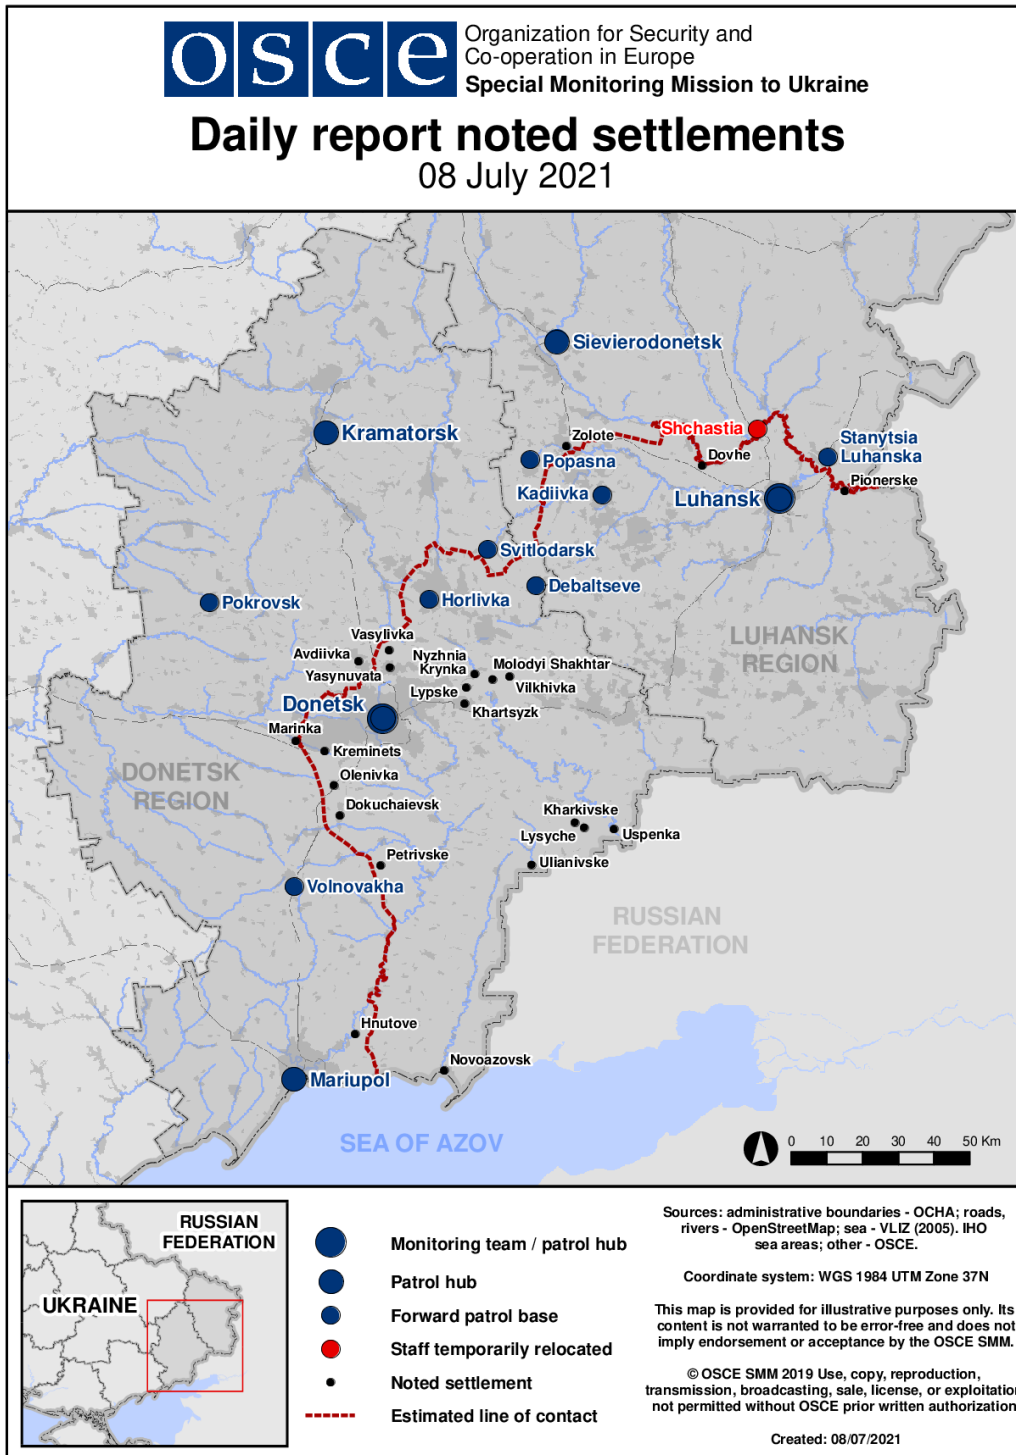 osce
Organization for Security and
Co-operation in Europe
Special Monitoring Mission to Ukraine
Daily report noted settlements
08 July 2021
Sievierodonetsk
Kramatorsk
Shchastia
Zolote
Stanytsia
Luhanska
Popasna
Dovhe
Kadiivka
Luhansk
Pionerske
Svitlodarsk
Debaltseve
Pokrovsk
Horlivka
LUHANSK
REGION
Vasylivka
Avdiivka
Yasynuvata
Nyzhnia
Krynka
Molodyi Shakhtar
Vilkhivka
Lypske
Khartsyzk
Donetsk
Marinka
Kreminets
DONETSK
REGION
Olenivka
Dokuchaievsk
Kharkivske
Lysyche
Uspenka
Petrivske
Ulianivske
Volnovakha
RUSSIAN
FEDERATION
Hnutove
Novoazovsk
Mariupol
SEA OF AZOV
0 10 20 30 40 50 Km
RUSSIAN
FEDERATION
UKRAINE
Monitoring team / patrol hub
Patrol hub
Forward patrol base
Staff temporarily relocated
Noted settlement
Estimated line of contact
Sources: administrative boundaries - OCHA; roads,
rivers - OpenStreetMap; sea - VLIZ (2005). IHO
sea areas; other - OSCE.
Coordinate system: WGS 1984 UTM Zone 37N
This map is provided for illustrative purposes only. Its
content is not warranted to be error-free and does not
imply endorsement or acceptance by the OSCE SMM.
© OSCE SMM 2019 Use, copy, reproduction,
transmission, broadcasting, sale, license, or exploitation
not permitted without OSCE prior written authorization
Created: 08/07/2021